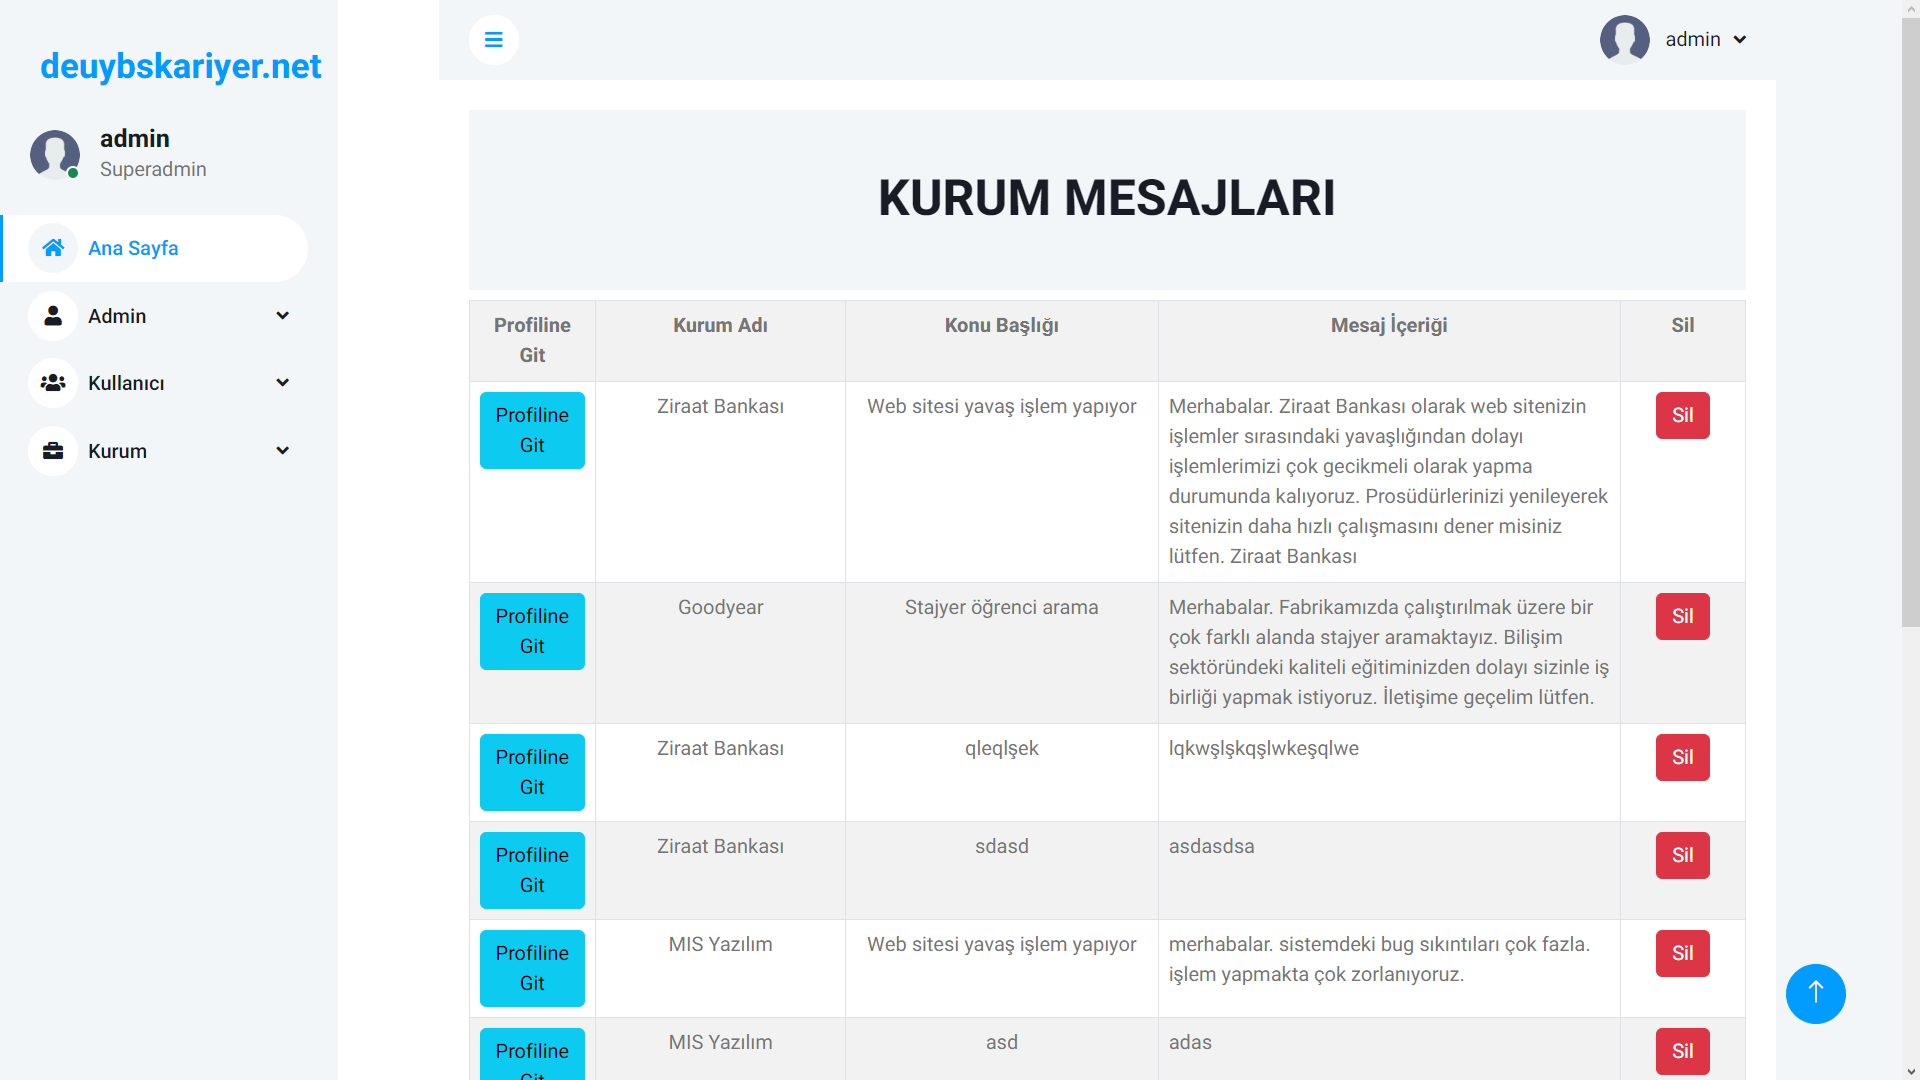 deuybskariyer.net
admin
Superadmin
Ana Sayfa
Admin
Kullanıcı
Kurum
admin
KURUM MESAJLARI
Profiline Git
Kurum Adı
Konu Başlığı
Mesaj İçeriği
Sil
Profiline
Git
Ziraat Bankası
Web sitesi yavaş işlem yapıyor
Merhabalar. Ziraat Bankası olarak web sitenizin
işlemler sırasındaki yavaşlığından dolayı
işlemlerimizi çok gecikmeli olarak yapma
durumunda kalıyoruz. Prosüdürlerinizi yenileyerek
sitenizin daha hızlı çalışmasını dener misiniz
lütfen. Ziraat Bankası
Sil
Profiline
Git
Goodyear
Stajyer öğrenci arama
Merhabalar. Fabrikamızda çalıştırılmak üzere bir
çok farklı alanda stajyer aramaktayız. Bilişim
sektöründeki kaliteli eğitiminizden dolayı sizinle iş
birliği yapmak istiyoruz. İletişime geçelim lütfen.
Sil
Profiline
Git
Ziraat Bankası
qleqlşek
lqkwşlşkqşlwkeşqlwe
Sil
Profiline
Git
Ziraat Bankası
sdasd
asdasdsa
Sil
Profiline
Git
MIS Yazılım
Web sitesi yavaş işlem yapıyor
merhabalar. sistemdeki bug sıkıntıları çok fazla.
işlem yapmakta çok zorlanıyoruz.
Sil
Profiline
Git
MIS Yazılım
asd
adas
Sil